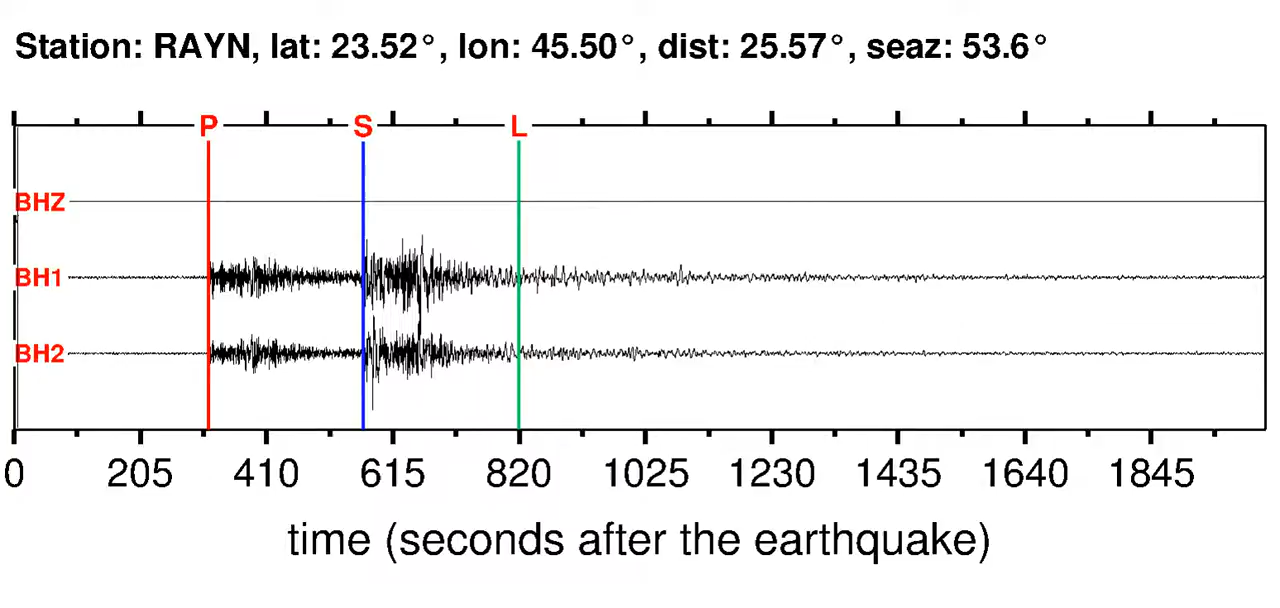 Station: RAYN, lat: 23.52°, lon: 45.50°, dist: 25.57°, seaz: 53.6°
P S L
BHZ
BH1
BH2
0 205 410 615 820 1025 1230 1435 1640 1845
time (seconds after the earthquake)